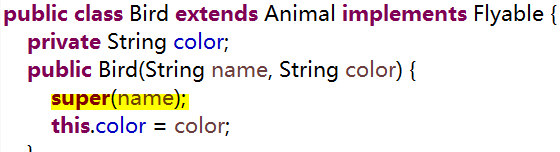 public class Bird extends Animal implements Flyable {
private String color;
public Bird(String name, String color) {
super(name);
this.color = color;
}